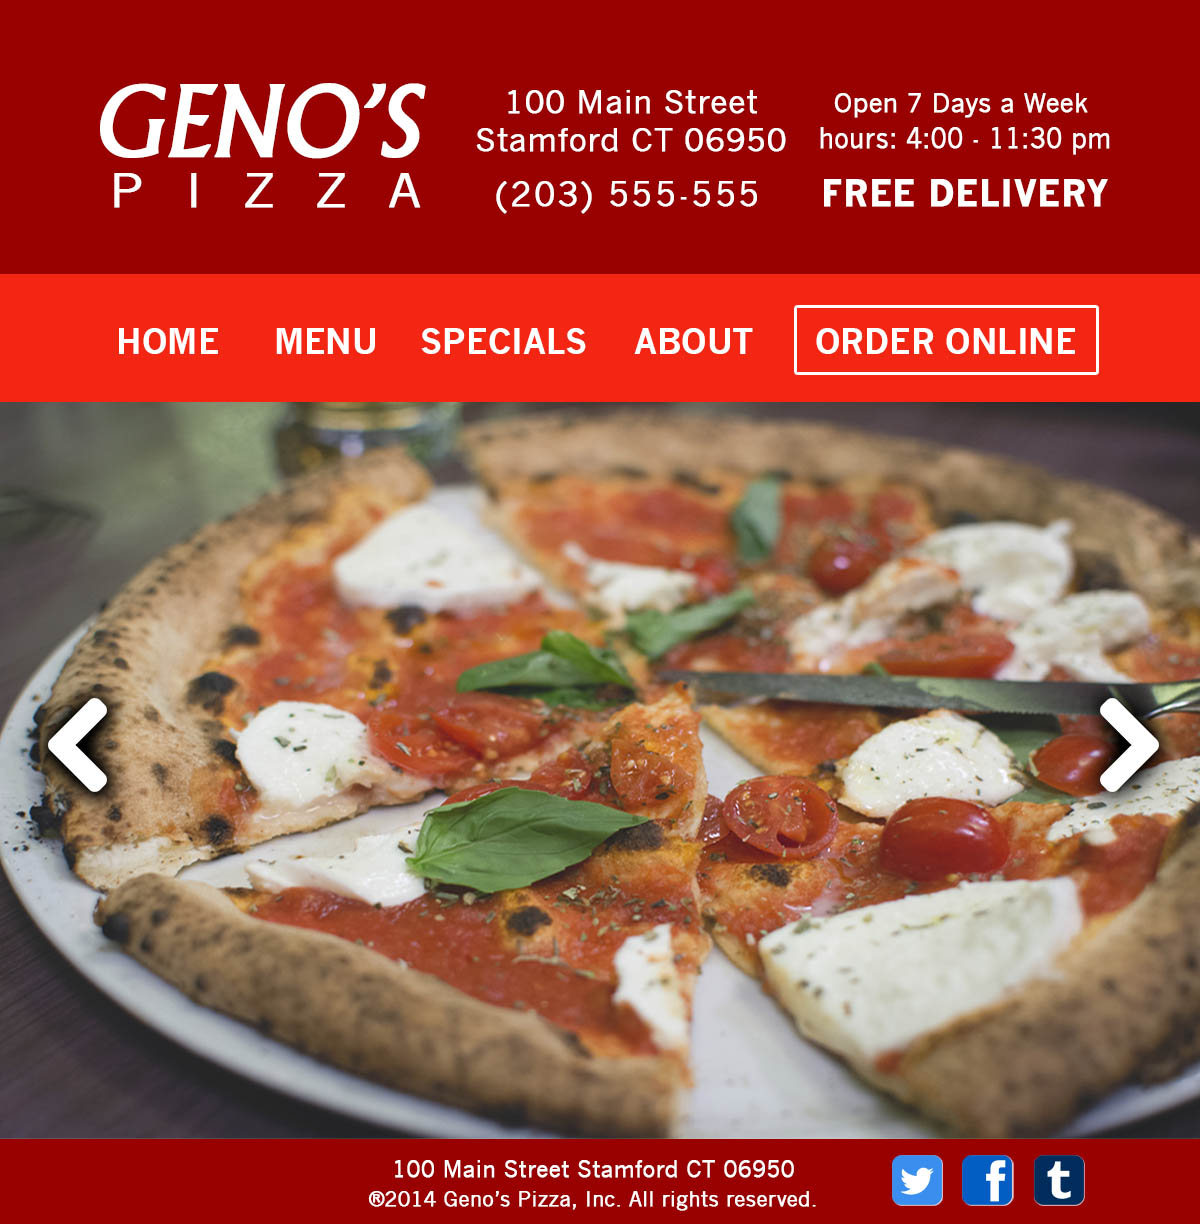 GENO'S
PIZZA
100 Main Street
Stamford CT 06950
(203) 555-555
Open 7 Days a Week
hours: 4:00 - 11:30 pm
FREE DELIVERY
HOME MENU SPECIALS ABOUT ORDER ONLINE
100 Main Street Stamford CT 06950
®2014 Geno's Pizza, Inc. All rights reserved.